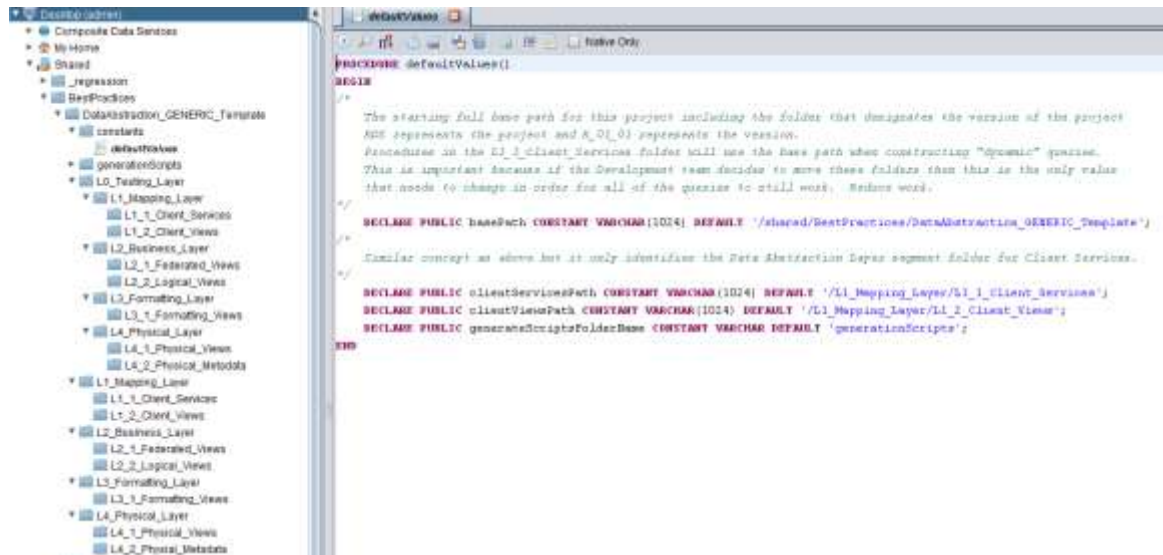 Desktop (admin)
Composite Data Services
My Home
Shared
_regression
BestPractices
DataAbstraction_GENERIC_Template
constants
defaultValues
generationScripts
L0_Testing_Layer
L1_Mapping_Layer
L1_1_Client_Services
L1_2_Client_Views
L2_Business_Layer
L2_1_Federated_Views
L2_2_Logical_Views
L3_Formatting_Layer
L3_1_Formatting_Views
L4_Physical_Layer
L4_1_Physical_Views
L4_2_Physical_Metadata
L1_Mapping_Layer
L1_1_Client_Services
L1_2_Client_Views
L2_Business_Layer
L2_1_Federated_Views
L2_2_Logical_Views
L3_Formatting_Layer
L3_1_Formatting_Views
L4_Physical_Layer
L4_1_Physical_Views
L4_2_Physial_Metadata
defaultValues
Native Only
PROCEDURE defaultValues()
BEGIN
/*
The starting full base path for this project including the folder that designates the version of the project
represents the project and R_01_01 represents the version.
Procedures in the L1_1_Client_Services folder will use the base path when constructing "dynamic" queries.
This is important because if the Development team decides to move these folders then this is the only value
that needs to change in order for all of the queries to still work. Reduce work.
*/
DECLARE PUBLIC basePath CONSTANT VARCHAR(1024) DEFAULT '/shared/BestPractices/DataAbstraction_GENERIC_Template';
/*
Similar concept as above but it only identifies the Data Abstraction Layer segment folder for Client Services.
*/
DECLARE PUBLIC clientServicesPath CONSTANT VARCHAR(1024) DEFAULT '/L1_Mapping_Layer/L1_1_Client_Services';
DECLARE PUBLIC clientViewsPath CONSTANT VARCHAR(1024) DEFAULT '/L1_Mapping_Layer/L1_2_Client_Views';
DECLARE PUBLIC generateScriptsFolderName CONSTANT VARCHAR DEFAULT 'generationScripts';
END